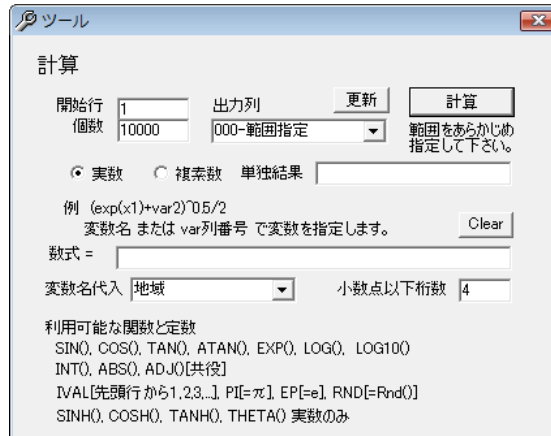 ツール
計算
開始行 1 出力列 更新 計算
個数 10000 000-範囲指定 範囲をあらかじめ
指定して下さい。
実数 複素数 単独結果
例 (exp(x1)+var2)^0.5/2
変数名 または var列番号 で変数を指定します。 Clear
数式 =
変数名代入 地域 小数点以下桁数 4
利用可能な関数と定数
SIN(), COS(), TAN(), ATAN(), EXP(), LOG(), LOG10()
INT(), ABS(), ADJ()[共役]
IVAL[先頭行から1,2,3,..], PI[=π], EP[=e], RND[=Rnd()]
SINH(), COSH(), TANH(), THETA() 実数のみ